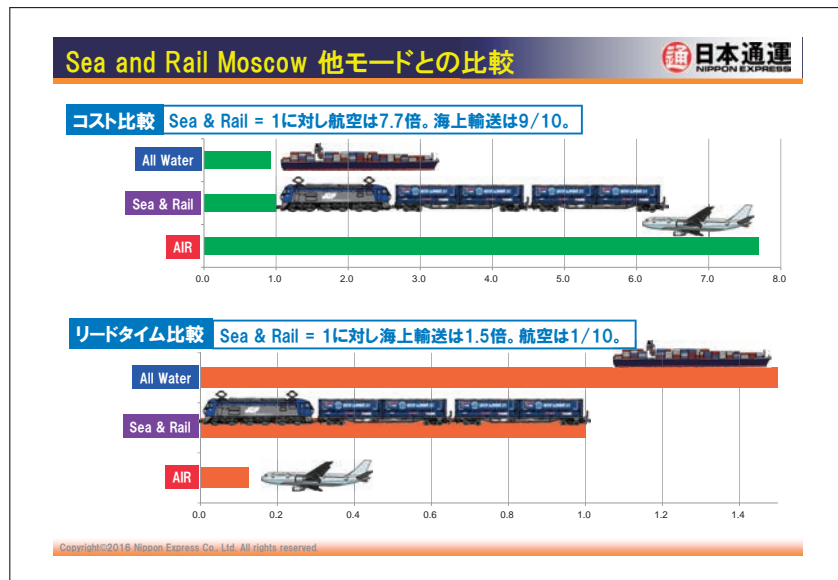 Sea and Rail Moscow 他モードとの比較
通 日本通運
NIPPON EXPRESS
コスト比較 Sea & Rail = 1に対し航空は7.7倍。海上輸送は9/10。
All Water
Sea & Rail
AIR
0.0 1.0 2.0 3.0 4.0 5.0 6.0 7.0 8.0
リードタイム比較 Sea & Rail = 1に対し海上輸送は1.5倍。航空は1/10。
All Water
Sea & Rail
AIR
0.0 0.2 0.4 0.6 0.8 1.0 1.2 1.4
Copyright©2016 Nippon Express Co., Ltd. All rights reserved.